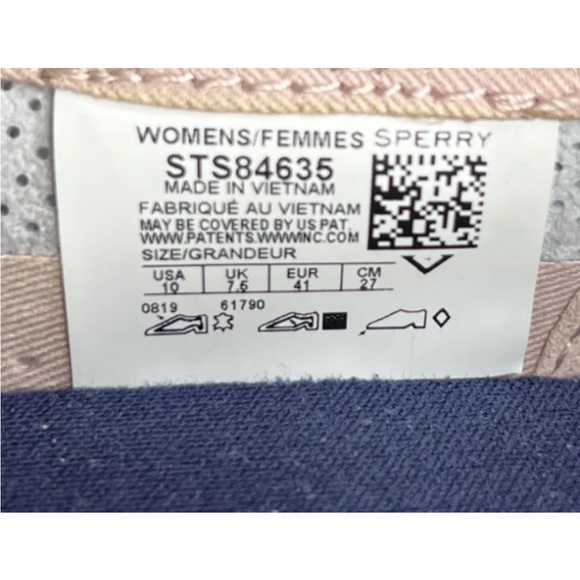 WOMENS/FEMMES SPERRY
STS84635
MADE IN VIETNAM
FABRIQUÉ AU VIETNAM
MAY BE COVERED BY US PAT.
WWW.PATENTS.WWWINC.COM
SIZE/GRANDEUR
USA UK EUR CM
10 7.5 41 27
0819 61790